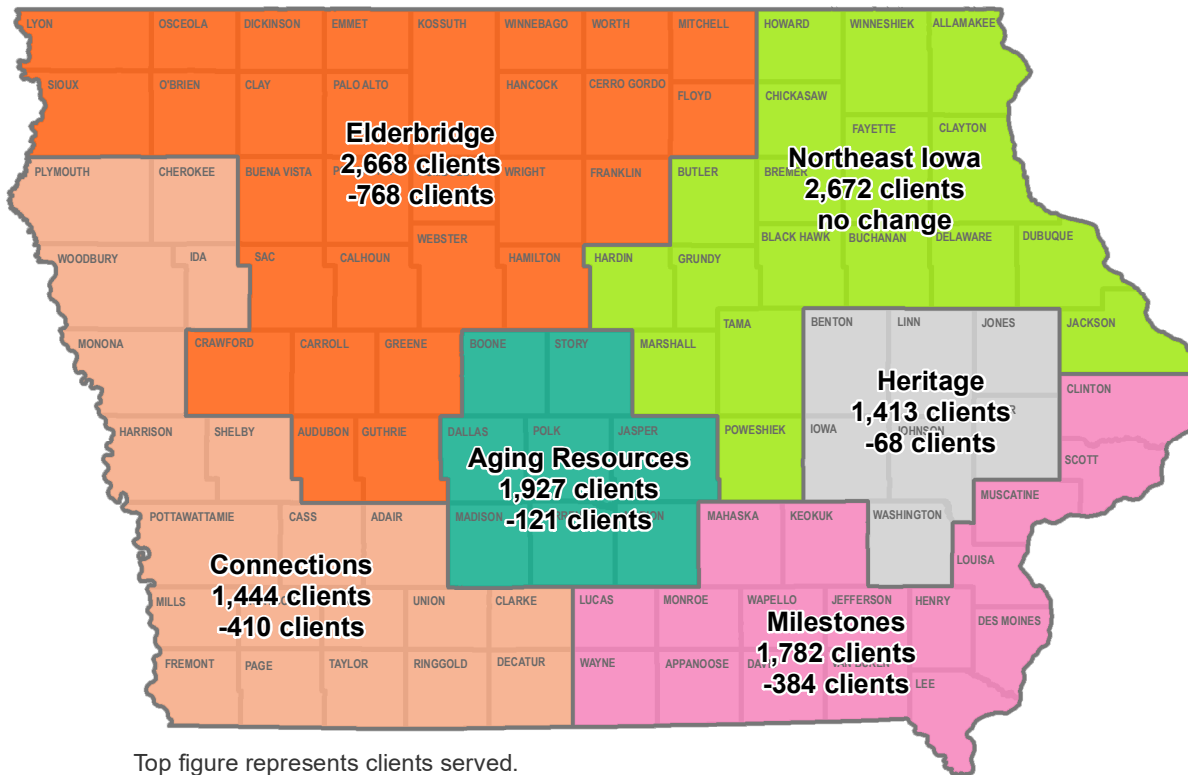 LYON OSCEOLA DICKINSON EMMET KOSSUTH WINNEBAGO WORTH MITCHELL HOWARD WINNESHIEK ALLAMAKEE
SIOUX O'BRIEN CLAY PALO ALTO HANCOCK CERRO GORDO FLOYD CHICKASAW
FAYETTE CLAYTON
Elderbridge
2,668 clients
-768 clients
Northeast Iowa
2,672 clients
no change
PLYMOUTH CHEROKEE BUENA VISTA WRIGHT FRANKLIN BUTLER BREMER
WOODBURY IDA SAC CALHOUN WEBSTER HAMILTON HARDIN GRUNDY BLACK HAWK BUCHANAN DELAWARE DUBUQUE
MONONA CRAWFORD CARROLL GREENE BOONE STORY MARSHALL TAMA BENTON LINN JONES JACKSON
Heritage
1,413 clients
-68 clients
CLINTON
HARRISON SHELBY AUDUBON GUTHRIE DALLAS POLK JASPER POWESHIEK IOWA JOHNSON
SCOTT
Aging Resources
1,927 clients
-121 clients
MUSCATINE
POTTAWATTAMIE CASS ADAIR MADISON MAHASKA KEOKUK WASHINGTON
LOUISA
Connections
1,444 clients
-410 clients
MILLS UNION CLARKE LUCAS MONROE WAPELLO JEFFERSON HENRY
DES MOINES
Milestones
1,782 clients
-384 clients
FREMONT PAGE TAYLOR RINGGOLD DECATUR WAYNE APPANOOSE LEE
Top figure represents clients served.